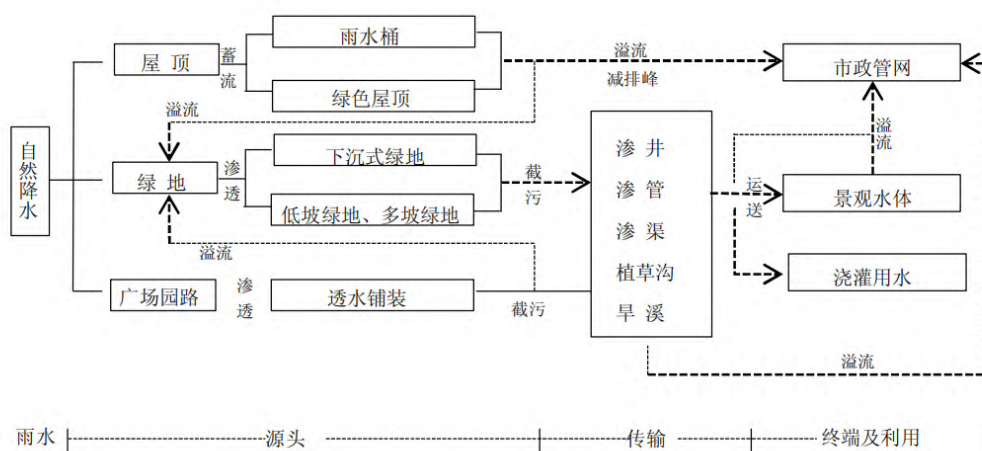 自然降水
屋 顶
蓄流
雨水桶
绿色屋顶
溢流
减排峰
市政管网
溢流
绿 地
渗透
下沉式绿地
低坡绿地、多坡绿地
截污
渗 井
渗 管
渗 渠
植草沟
旱 溪
运送
溢流
景观水体
浇灌用水
溢流
广场园路
渗透
透水铺装
截污
溢流
雨水
源头
传输
终端及利用